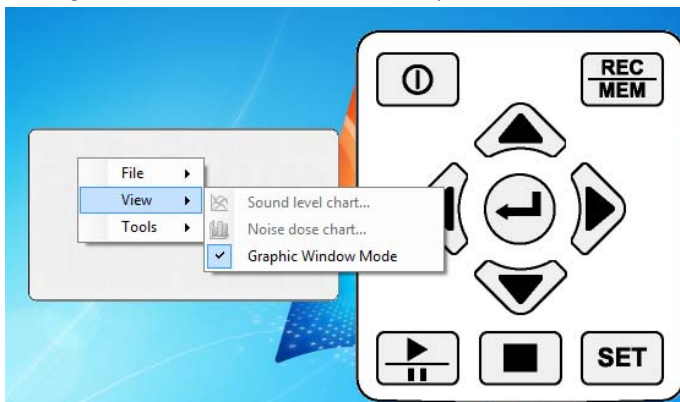 REC
MEM
File
View
Tools
Sound level chart...
Noise dose chart...
Graphic Window Mode
SET